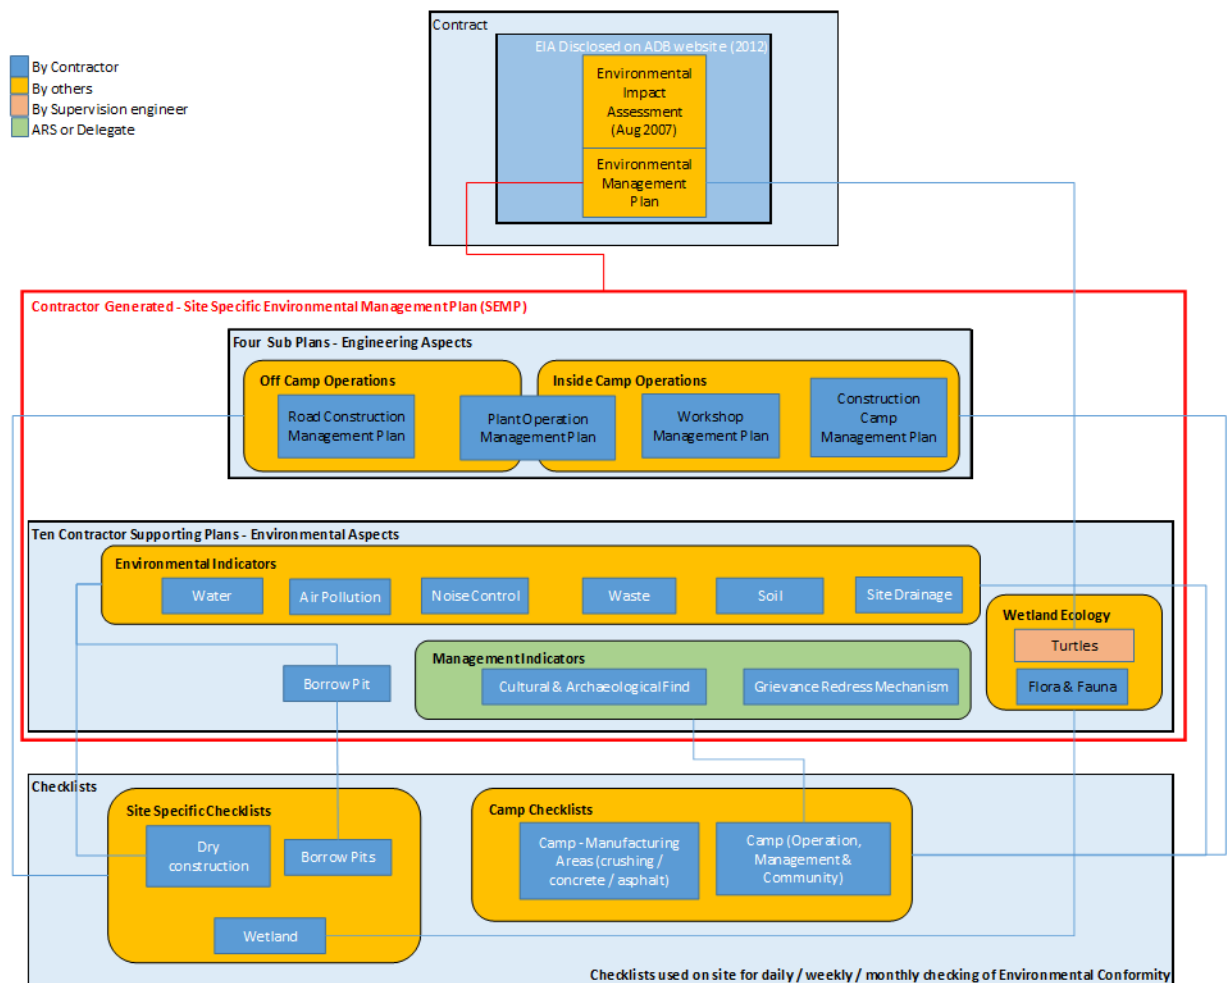 Contract
EIA Disclosed on ADB website (2012)
Environmental
Impact
Assessment
(Aug 2007)
Environmental
Management
Plan
By Contractor
By others
By Supervision engineer
ARS or Delegate
Contractor Generated - Site Specific Environmental Management Plan (SEMP)
Four Sub Plans - Engineering Aspects
Off Camp Operations
Inside Camp Operations
Road Construction
Management Plan
Plant Operation
Management Plan
Workshop
Management Plan
Construction
Camp
Management Plan
Ten Contractor Supporting Plans - Environmental Aspects
Environmental Indicators
Water
Air Pollution
Noise Control
Waste
Soil
Site Drainage
Wetland Ecology
Turtles
Flora & Fauna
Borrow Pit
Management Indicators
Cultural & Archaeological Find
Grievance Redress Mechanism
Checklists
Site Specific Checklists
Dry
construction
Borrow Pits
Wetland
Camp Checklists
Camp - Manufacturing
Areas (crushing /
concrete / asphalt)
Camp (Operation,
Management &
Community)
Checklists used on site for daily / weekly / monthly checking of Environmental Conformity